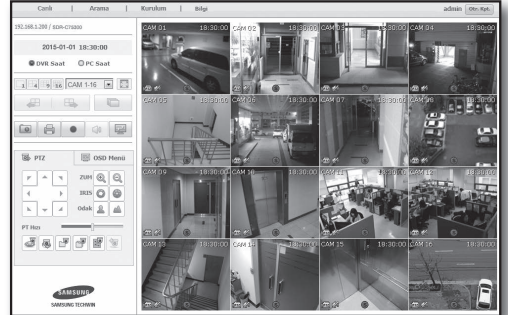 Canlı | Arama | Kurulum | Bilgi
admin Otr. Kpt.
192.168.1.200 /
2015-01-01 18:30:00
DVR Saat PC Saat
1 4 9 16 CAM 1-16
PTZ OSD Menü
ZUM
IRIS
Odak
PT Hızı
SAMSUNG
SAMSUNG TECHWIN
CAM 01 18:30:00 CAM 02 18:30:00 CAM 03 18:30:00 CAM 04 18:30:00
CAM 05 18:30:00 CAM 06 18:30:00 CAM 07 18:30:00 CAM 08 18:30:00
CAM 09 18:30:00 CAM 10 18:30:00 CAM 11 18:30:00 CAM 12 18:30:00
CAM 13 18:30:00 CAM 14 18:30:00 CAM 15 18:30:00 CAM 16 18:30:00